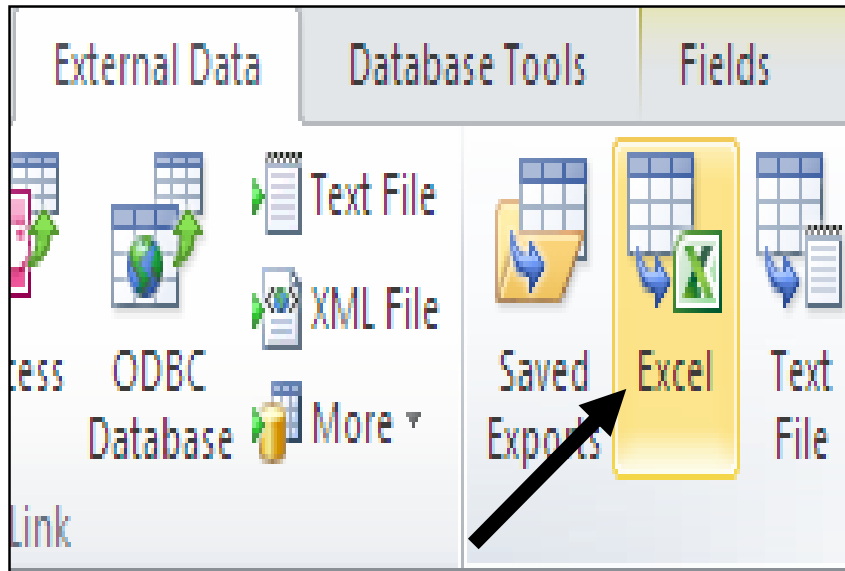 External Data Database Tools Fields
Text File
XML File
More
ODBC
Database
Saved
Exports
Excel
Text
File
Link